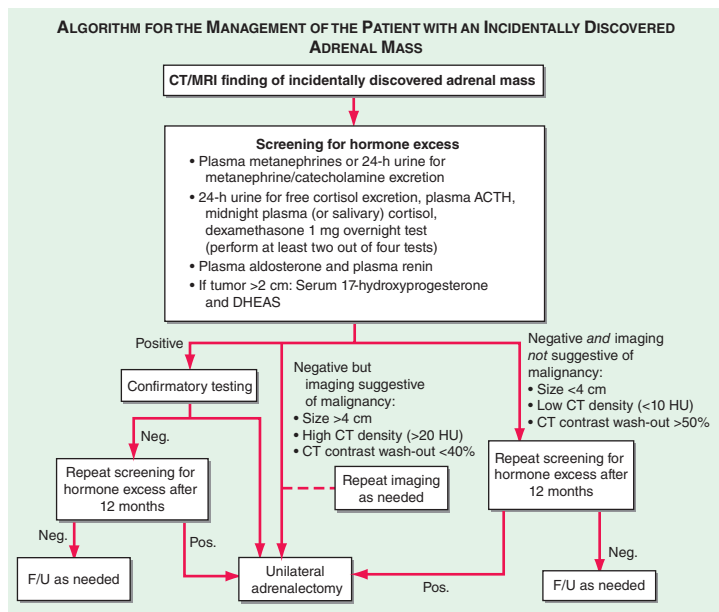 ALGORITHM FOR THE MANAGEMENT OF THE PATIENT WITH AN INCIDENTALLY DISCOVERED
ADRENAL MASS
CT/MRI finding of incidentally discovered adrenal mass
Screening for hormone excess
• Plasma metanephrines or 24-h urine for
metanephrine/catecholamine excretion
• 24-h urine for free cortisol excretion, plasma ACTH,
midnight plasma (or salivary) cortisol,
dexamethasone 1 mg overnight test
(perform at least two out of four tests)
• Plasma aldosterone and plasma renin
• If tumor >2 cm: Serum 17-hydroxyprogesterone
and DHEAS
Positive
Confirmatory testing
Negative but
imaging suggestive
of malignancy:
• Size >4 cm
• High CT density (>20 HU)
• CT contrast wash-out <40%
Negative and imaging
not suggestive of
malignancy:
• Size <4 cm
• Low CT density (<10 HU)
• CT contrast wash-out >50%
Neg.
Repeat screening for
hormone excess after
12 months
Repeat imaging
as needed
Repeat screening for
hormone excess after
12 months
Neg.
Pos.
F/U as needed
Unilateral
adrenalectomy
Pos.
Neg.
F/U as needed